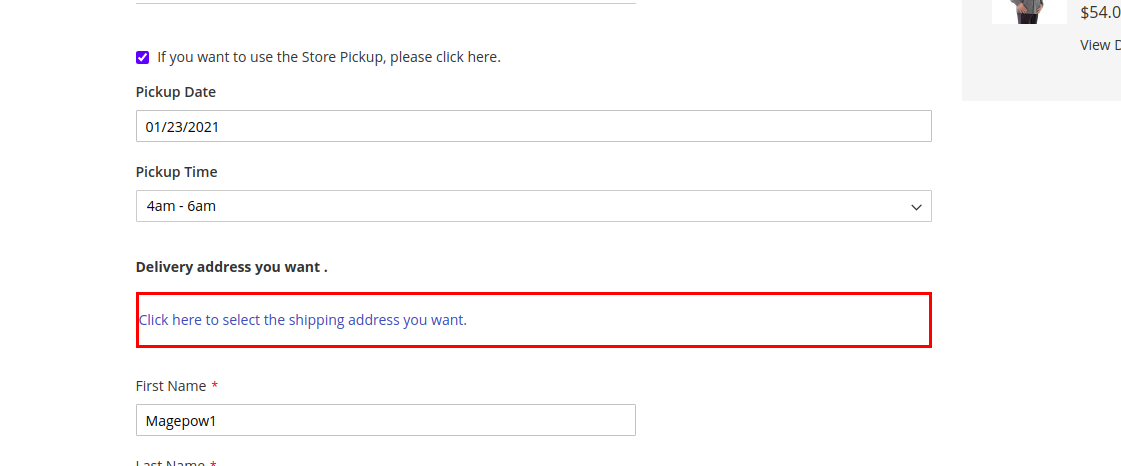 $54.0
View D
If you want to use the Store Pickup, please click here.
Pickup Date
01/23/2021
Pickup Time
4am - 6am
Delivery address you want .
Click here to select the shipping address you want.
First Name *
Magepow1
Last Name *